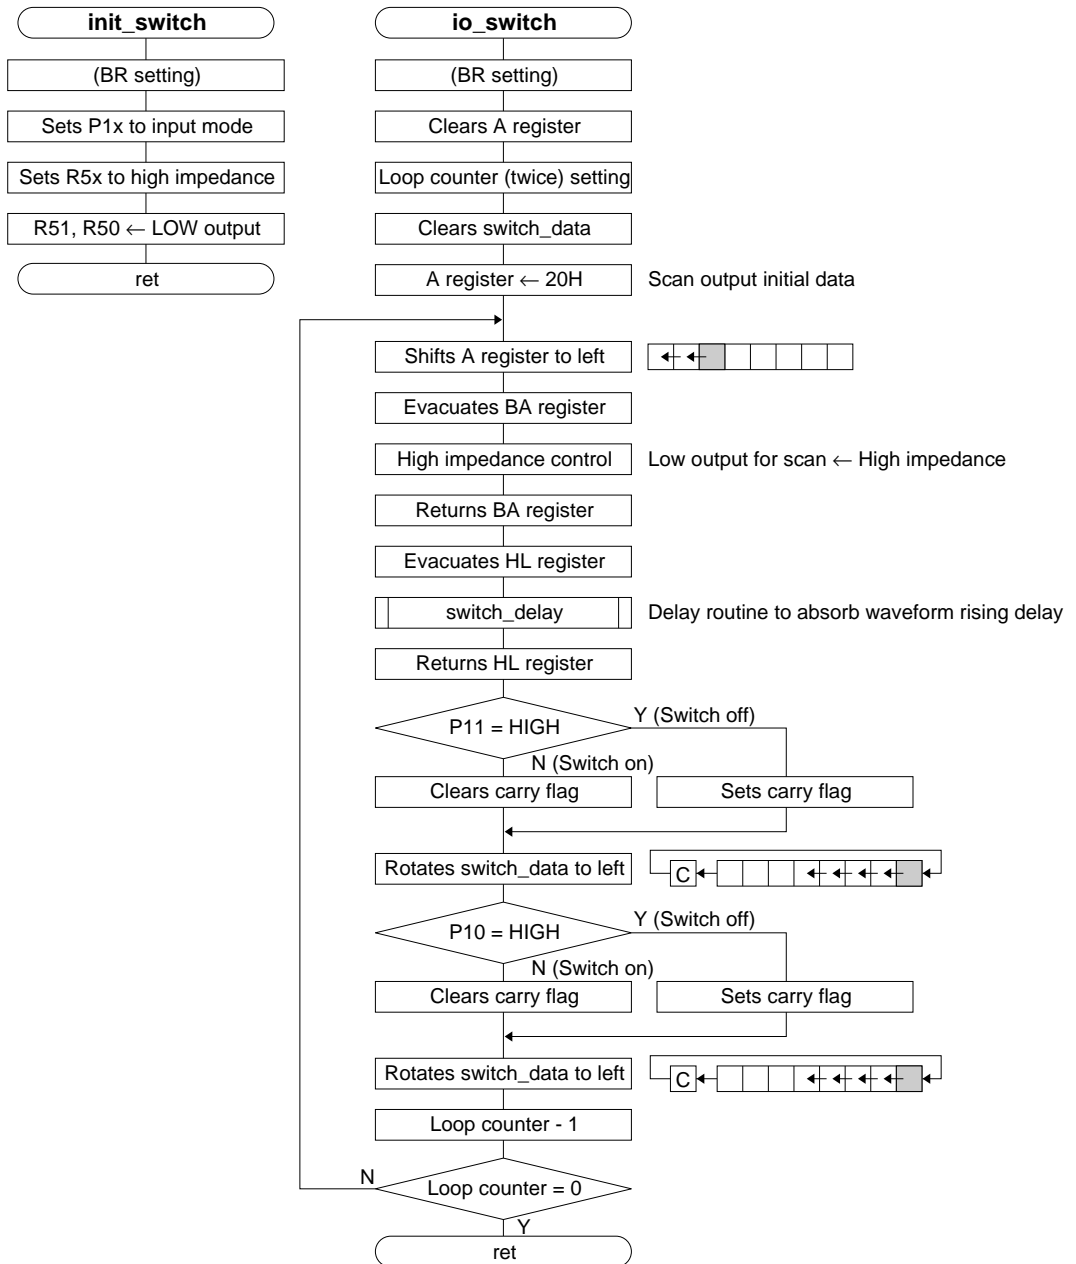 init_switch
(BR setting)
Sets P1x to input mode
Sets R5x to high impedance
R51, R50 ← LOW output
ret
io_switch
(BR setting)
Clears A register
Loop counter (twice) setting
Clears switch_data
A register ← 20H
Scan output initial data
Shifts A register to left
Evacuates BA register
High impedance control
Low output for scan ← High impedance
Returns BA register
Evacuates HL register
switch_delay
Delay routine to absorb waveform rising delay
Returns HL register
P11 = HIGH
Y (Switch off)
N (Switch on)
Clears carry flag
Sets carry flag
Rotates switch_data to left
C
P10 = HIGH
Y (Switch off)
N (Switch on)
Clears carry flag
Sets carry flag
Rotates switch_data to left
C
Loop counter - 1
N
Loop counter = 0
Y
ret